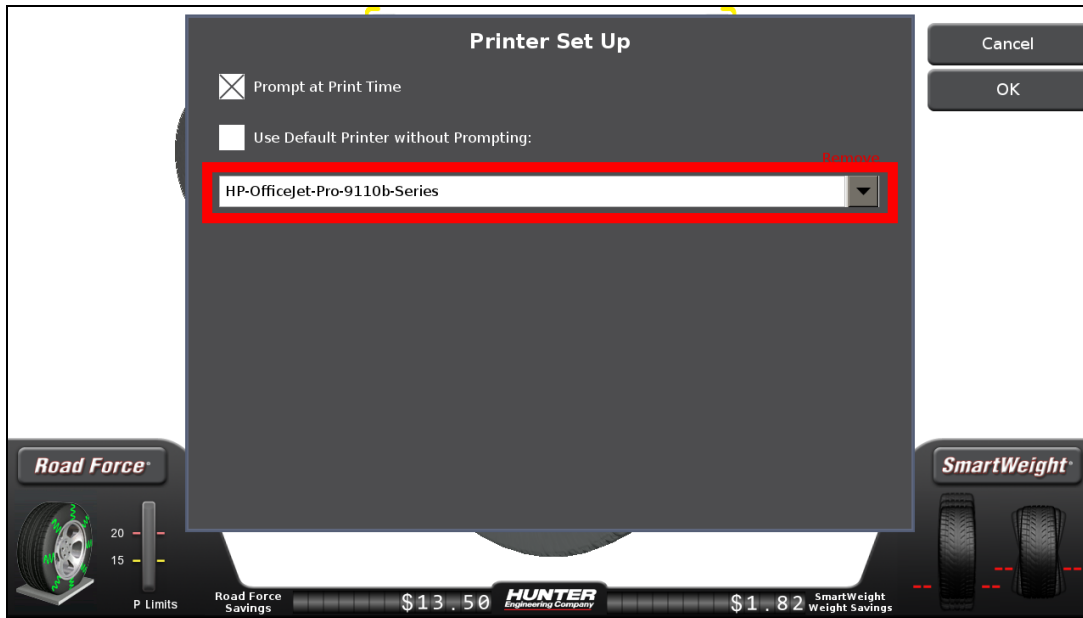 Printer Set Up
Cancel
Prompt at Print Time
OK
Use Default Printer without Prompting:
Remove
HP-OfficeJet-Pro-9110b-Series
Road Force
SmartWeight
20
15
P Limits
Road Force
Savings
$13.50
HUNTER
Engineering Company
$1.82
SmartWeight
Weight Savings